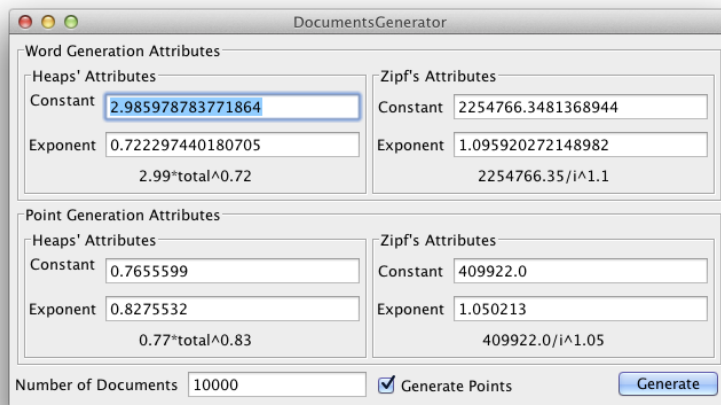 DocumentsGenerator
Word Generation Attributes
Heaps' Attributes
Constant 2.985978783771864
Exponent 0.722297440180705
2.99*total^0.72
Zipf's Attributes
Constant 2254766.3481368944
Exponent 1.095920272148982
2254766.35/i^1.1
Point Generation Attributes
Heaps' Attributes
Constant 0.7655599
Exponent 0.8275532
0.77*total^0.83
Zipf's Attributes
Constant 409922.0
Exponent 1.050213
409922.0/i^1.05
Number of Documents 10000 Generate Points Generate